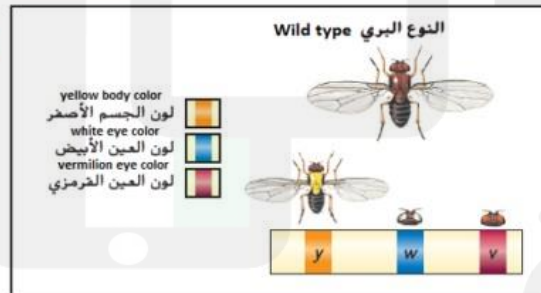 Wild type النوع البري
yellow body color
لون الجسم الأصفر
white eye color
لون العين الأبيض
vermilion eye color
لون العين القرمزي
y w v